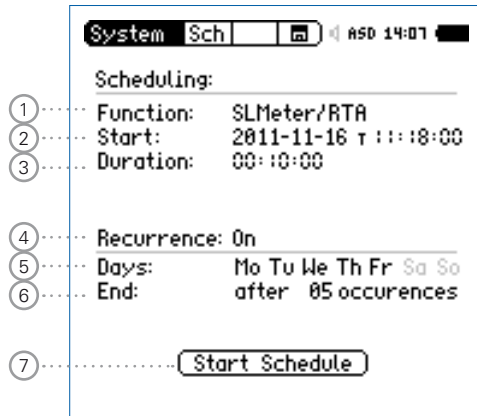 System Sch ASD 14:07
Scheduling:
① Function: SLMeter/RTA
② Start: 2011-11-16 T 11:18:00
③ Duration: 00:10:00
④ Recurrence: On
⑤ Days: Mo Tu We Th Fr Sa So
⑥ End: after 05 occurences
⑦ Start Schedule